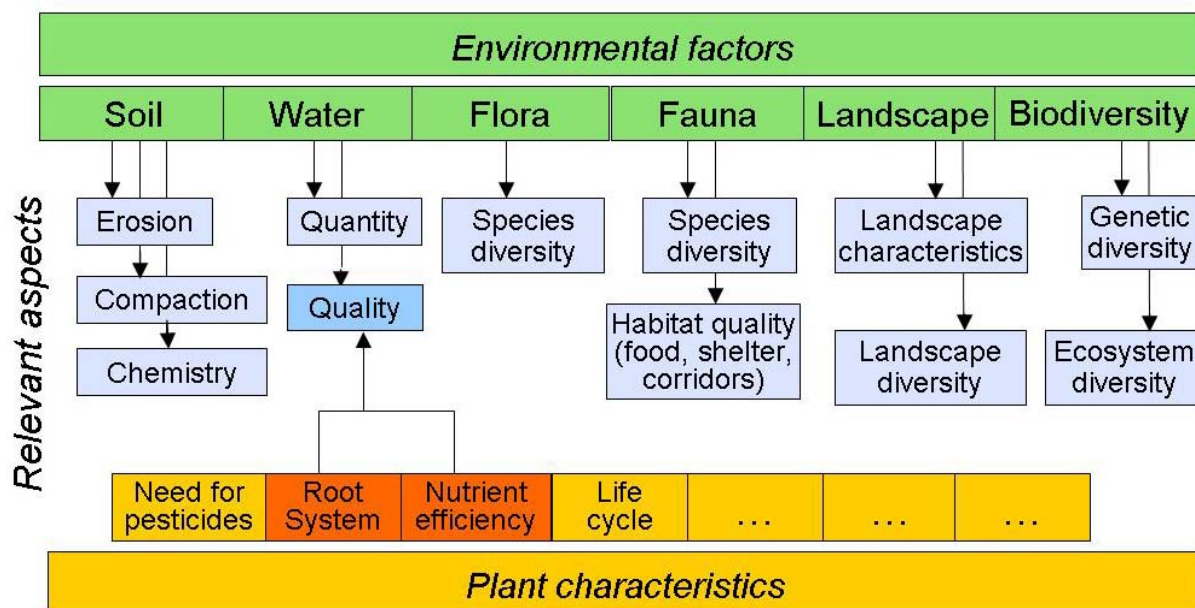 Environmental factors
Soil
Water
Flora
Fauna
Landscape
Biodiversity
Relevant aspects
Erosion
Compaction
Chemistry
Quantity
Quality
Species
diversity
Species
diversity
Habitat quality
(food, shelter,
corridors)
Landscape
characteristics
Landscape
diversity
Genetic
diversity
Ecosystem
diversity
Need for
pesticides
Root
System
Nutrient
efficiency
Life
cycle
...
...
...
Plant characteristics